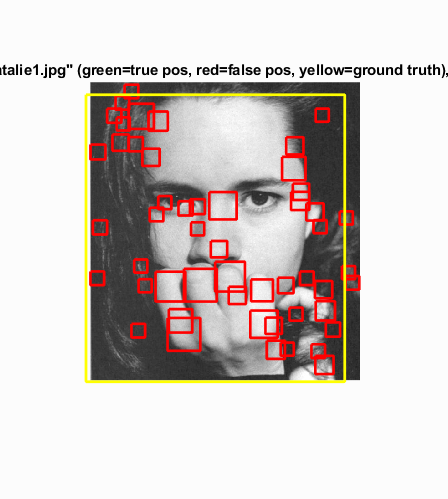 atalie1.jpg" (green=true pos, red=false pos, yellow=ground truth),